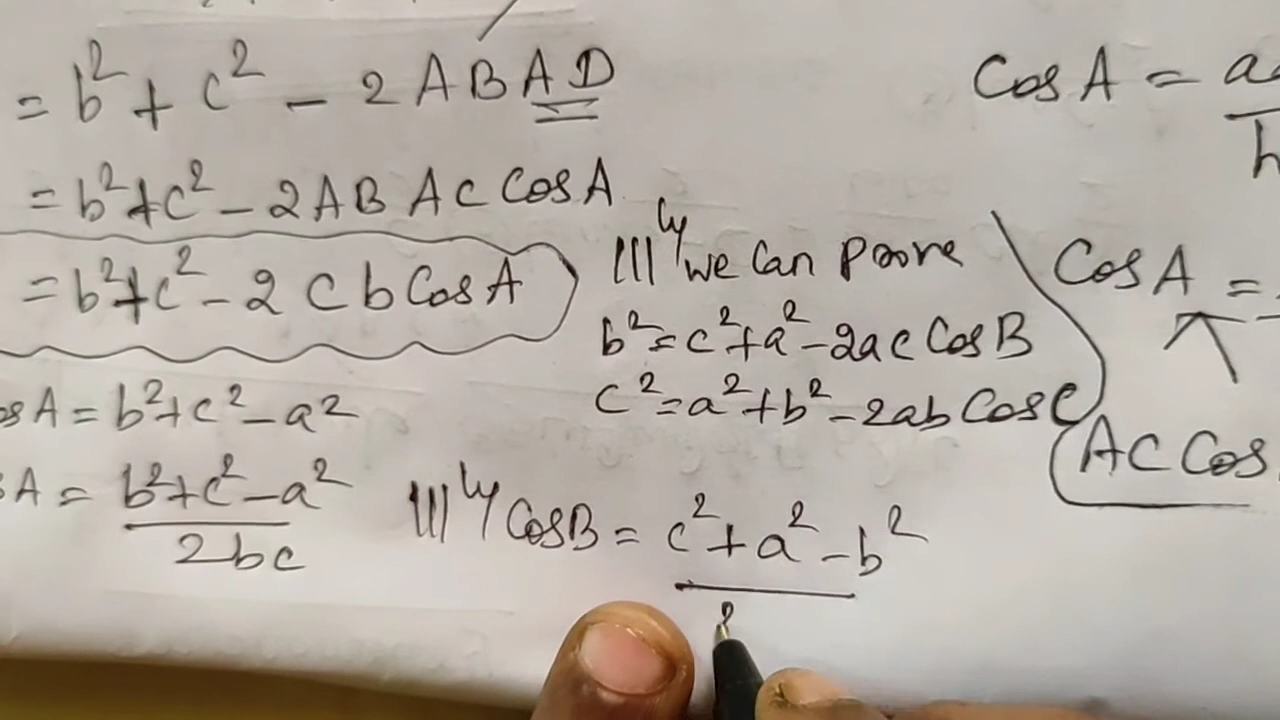 = b² + c² - 2 AB AD
= b² + c² - 2 AB AC Cos A
= b² + c² - 2 c b Cos A
os A = b² + c² - a²
A = b² + c² - a² / 2bc
Cos A = a / h
Cos A =
AC Cos
|||ly we can prove
b² = c² + a² - 2ac Cos B
c² = a² + b² - 2ab Cos C
|||ly Cos B = c² + a² - b² / 2